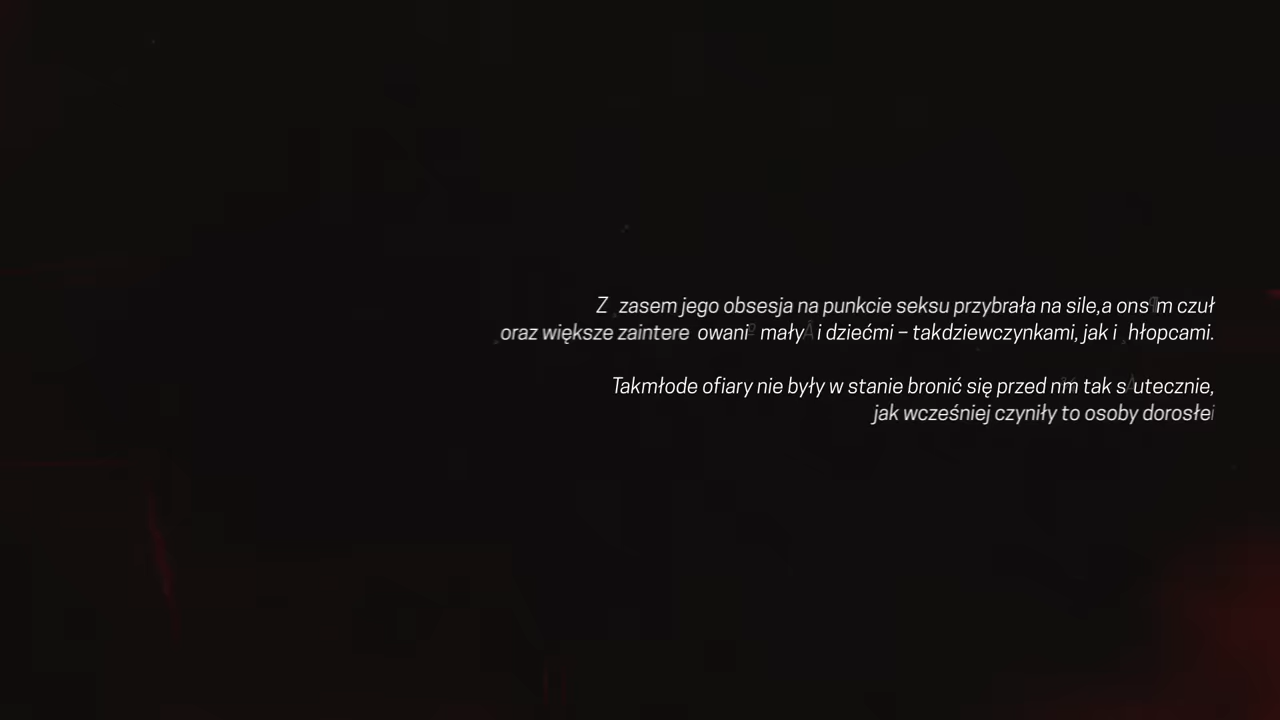 Z zasem jego obsesja na punkcie seksu przybrała na sile,a ons m czuł
oraz większe zaintere owani mały i dziećmi – takdziewczynkami, jak i hłopcami.
Takmłode ofiary nie były w stanie bronić się przed nm tak s utecznie,
jak wcześniej czyniły to osoby dorosłe